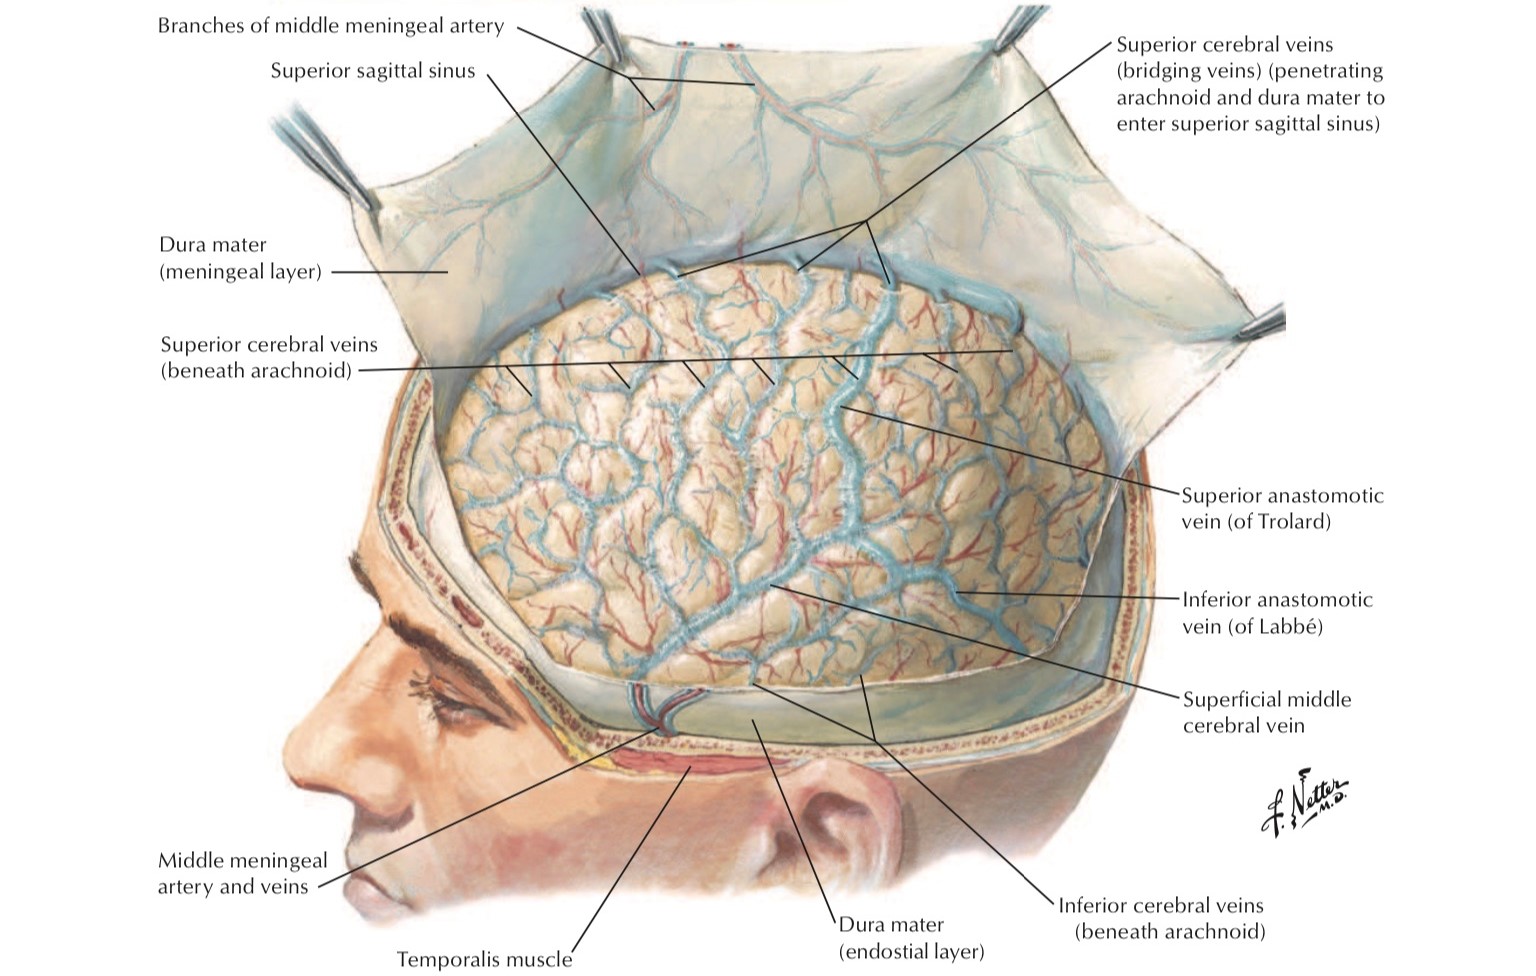 Branches of middle meningeal artery
Superior sagittal sinus
Superior cerebral veins
(bridging veins) (penetrating
arachnoid and dura mater to
enter superior sagittal sinus)
Dura mater
(meningeal layer)
Superior cerebral veins
(beneath arachnoid)
Superior anastomotic
vein (of Trolard)
Inferior anastomotic
vein (of Labbé)
Superficial middle
cerebral vein
F. Netter
M.D.
Middle meningeal
artery and veins
Inferior cerebral veins
(beneath arachnoid)
Dura mater
(endostial layer)
Temporalis muscle